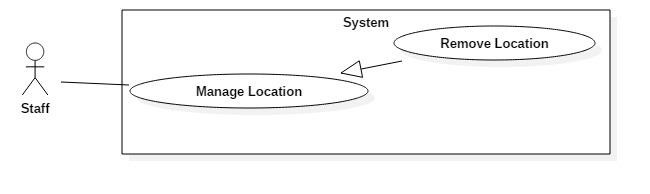 System
Remove Location
Manage Location
Staff